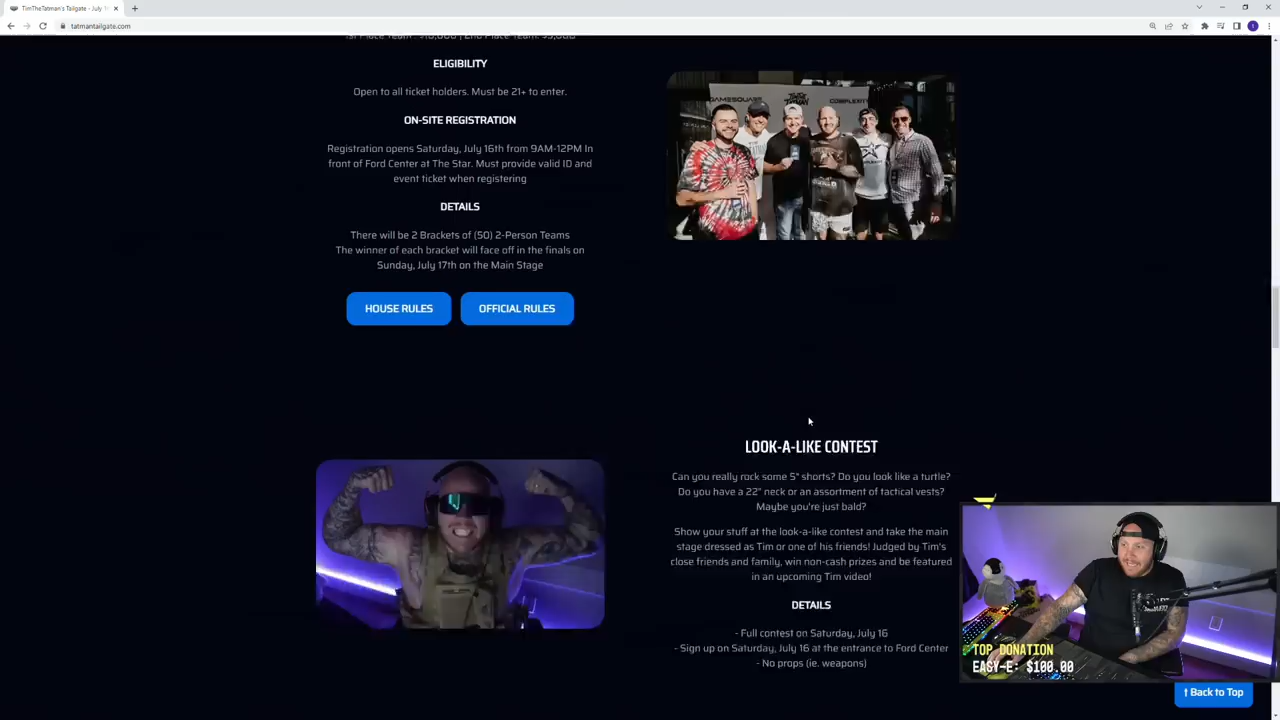 TimTheTatman's Tailgate - July 1
tatmantailgate.com
ELIGIBILITY
Open to all ticket holders. Must be 21+ to enter.
ON-SITE REGISTRATION
Registration opens Saturday, July 16th from 9AM-12PM In
front of Ford Center at The Star. Must provide valid ID and
event ticket when registering
DETAILS
There will be 2 Brackets of (50) 2-Person Teams
The winner of each bracket will face off in the finals on
Sunday, July 17th on the Main Stage
HOUSE RULES
OFFICIAL RULES
GAMESQUARE
TATMAN
COMPLEXITY
LOOK-A-LIKE CONTEST
Can you really rock some 5" shorts? Do you look like a turtle?
Do you have a 22" neck or an assortment of tactical vests?
Maybe you're just bald?
Show your stuff at the look-a-like contest and take the main
stage dressed as Tim or one of his friends! Judged by Tim's
close friends and family, win non-cash prizes and be featured
in an upcoming Tim video!
DETAILS
- Full contest on Saturday, July 16
- Sign up on Saturday, July 16 at the entrance to Ford Center
- No props (ie. weapons)
TOP DONATION
EASY-E: $100.00
↑ Back to Top